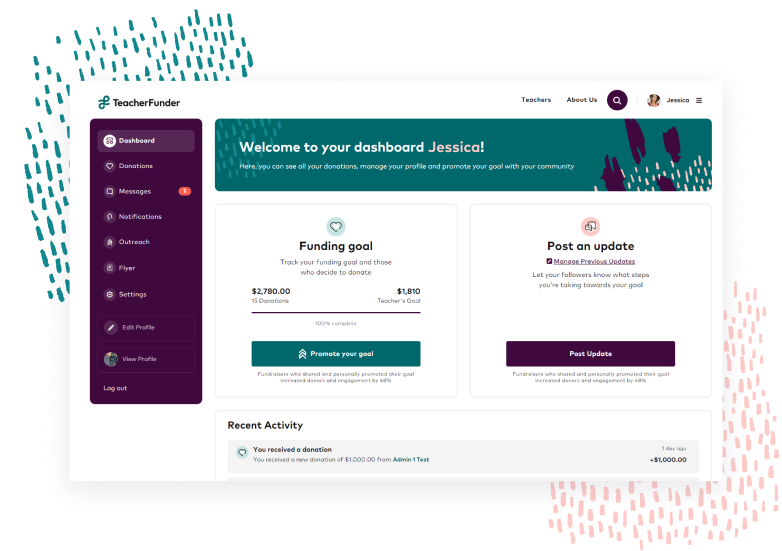 TeacherFunder
Teachers
About Us
Jessica
Dashboard
Donations
Messages
2
Notifications
Outreach
Flyer
Settings
Edit Profile
View Profile
Log out
Welcome to your dashboard Jessica!
Here, you can see all your donations, manage your profile and promote your goal with your community
Funding goal
Track your funding goal and those
who decide to donate
$2,780.00
$1,810
15 Donations
Teacher's Goal
100% complete
Promote your goal
Fundraisers who shared and personally promoted their goal
increased donors and engagement by 48%
Post an update
Manage Previous Updates
Let your followers know what steps
you're taking towards your goal
Post Update
Fundraisers who shared and personally promoted their goal
increased donors and engagement by 48%
Recent Activity
You received a donation
1 day ago
You received a new donation of $1,000.00 from Admin 1 Test
+$1,000.00